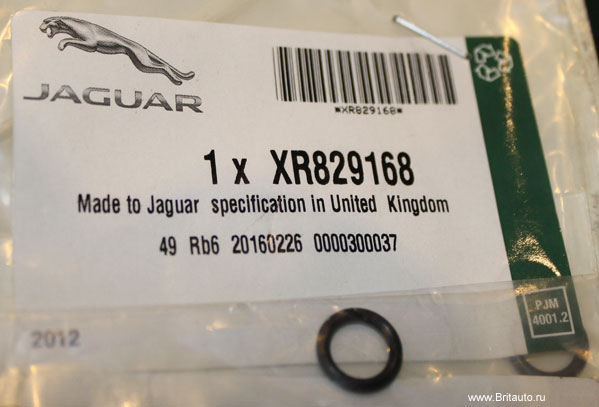 JAGUAR
*XR829168*
1 x XR829168
Made to Jaguar specification in United Kingdom
49 Rb6 20160226 0000300037
PJM
4001.2
2012
www.Britauto.ru